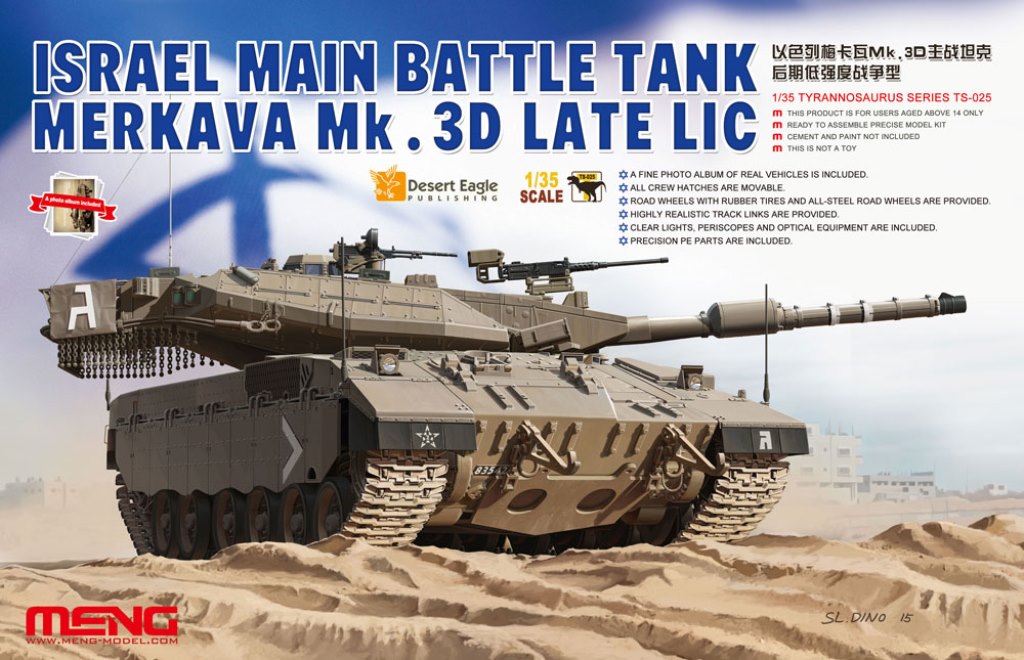 ISRAEL MAIN BATTLE TANK
MERKAVA Mk.3D LATE LIC
以色列梅卡瓦Mk.3D主战坦克
后期低强度战争型
1/35 TYRANNOSAURUS SERIES TS-025
m THIS PRODUCT IS FOR USERS AGED ABOVE 14 ONLY
m READY TO ASSEMBLE PRECISE MODEL KIT
m CEMENT AND PAINT NOT INCLUDED
m THIS IS NOT A TOY
A photo album included
Desert Eagle
PUBLISHING
1/35
SCALE
TS-025
A FINE PHOTO ALBUM OF REAL VEHICLES IS INCLUDED.
ALL CREW HATCHES ARE MOVABLE.
ROAD WHEELS WITH RUBBER TIRES AND ALL-STEEL ROAD WHEELS ARE PROVIDED.
HIGHLY REALISTIC TRACK LINKS ARE PROVIDED.
CLEAR LIGHTS, PERISCOPES AND OPTICAL EQUIPMENT ARE INCLUDED.
PRECISION PE PARTS ARE INCLUDED.
MENG
WWW.MENG-MODEL.COM
SL.DINO 15